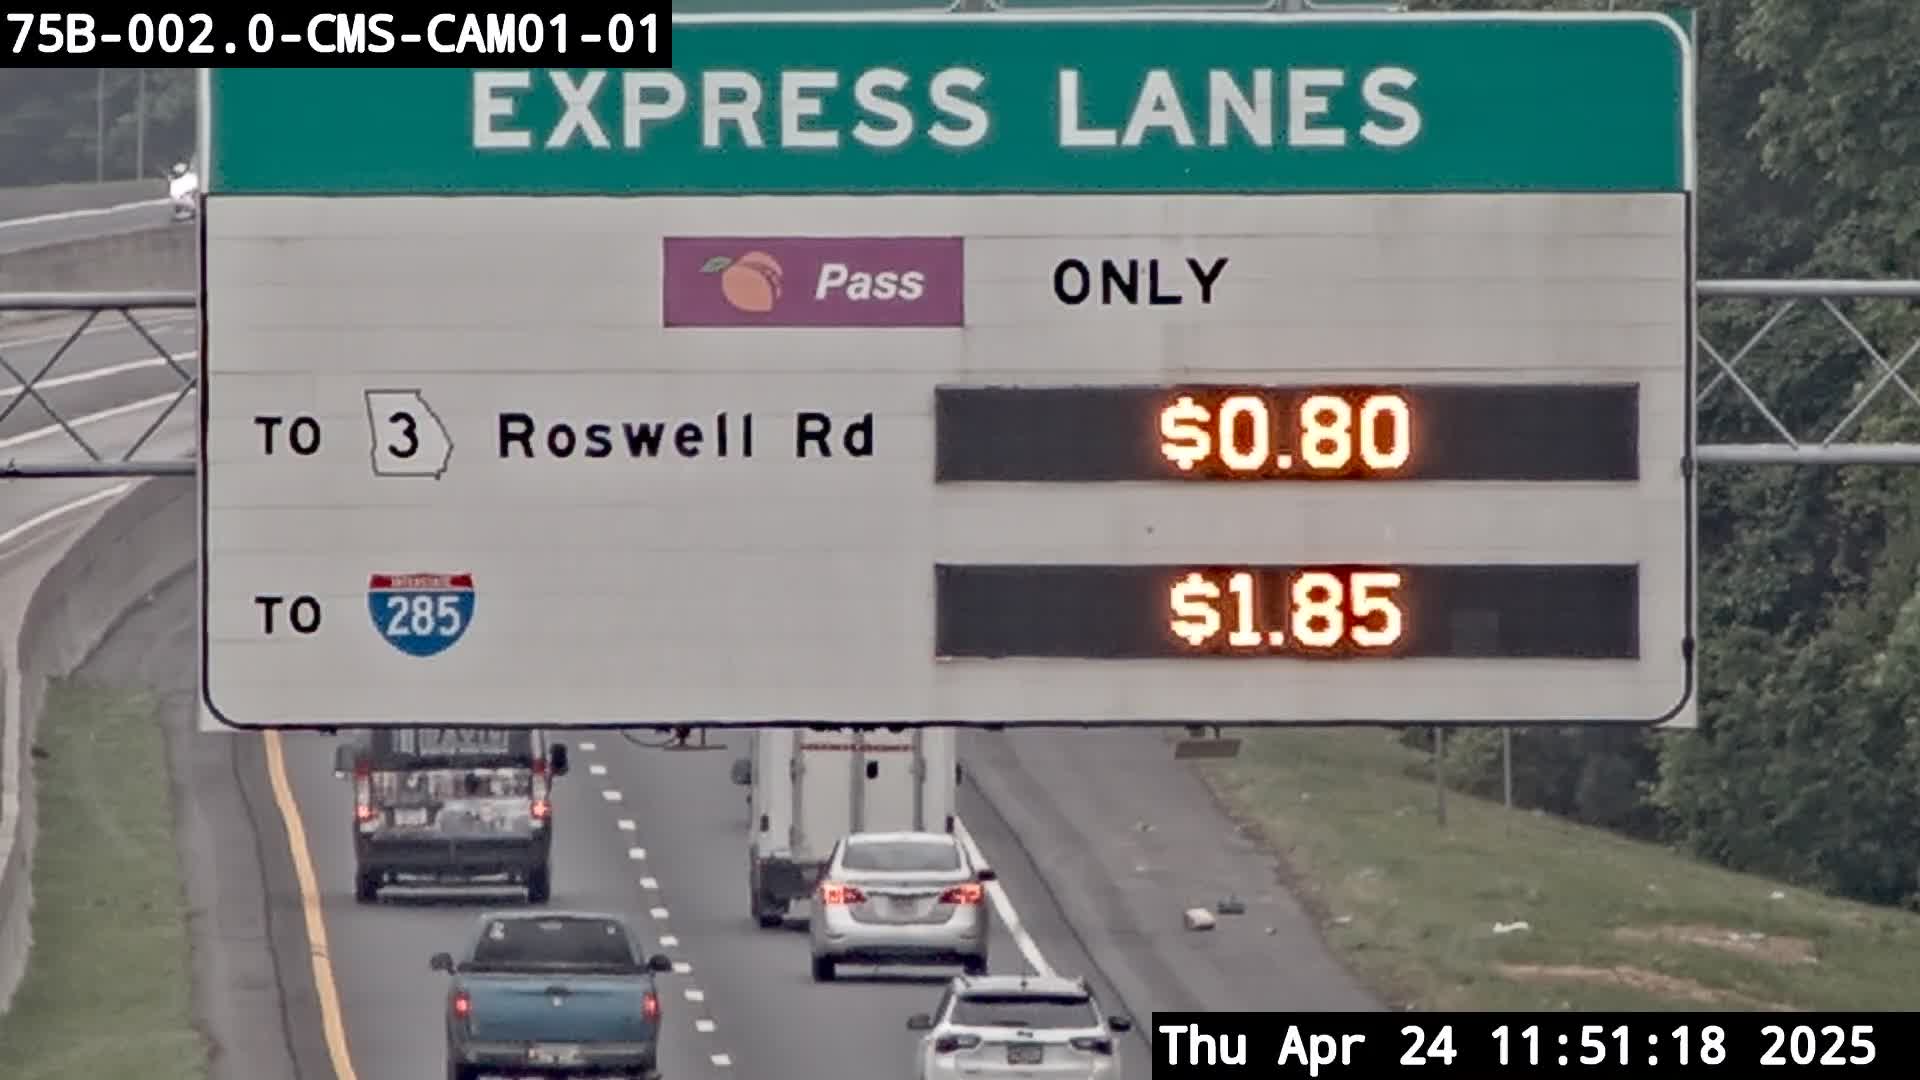 75B-002.0-CMS-CAM01-01
EXPRESS LANES
Pass ONLY
TO 3 Roswell Rd $0.80
TO INTERSTATE 285 $1.85
Thu Apr 24 11:51:18 2025